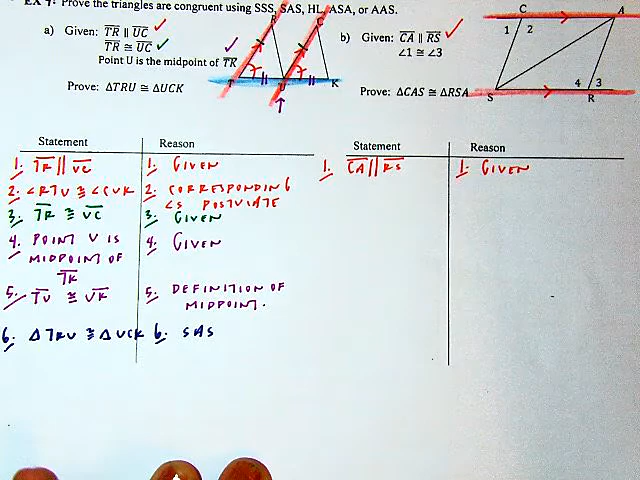 EX 4: Prove the triangles are congruent using SSS, SAS, HL, ASA, or AAS.
a) Given: TR ∥ UC
TR ≅ UC
Point U is the midpoint of TK
Prove: ΔTRU ≅ ΔUCK
R
C
T
U
K
b) Given: CA ∥ RS
∠1 ≅ ∠3
Prove: ΔCAS ≅ ΔRSA
C
A
1
2
4
3
S
R
Statement
Reason
1. TR ∥ UC
1. GIVEN
2. ∠RTU ≅ ∠CUK
2. CORRESPONDING
∠S POSTULATE
3. TR ≅ UC
3. GIVEN
4. POINT U IS
MIDPOINT OF
TK
4. GIVEN
5. TU ≅ UK
5. DEFINITION OF
MIDPOINT.
6. ΔTRU ≅ ΔUCK
6. SAS
Statement
Reason
1. CA ∥ RS
1. GIVEN